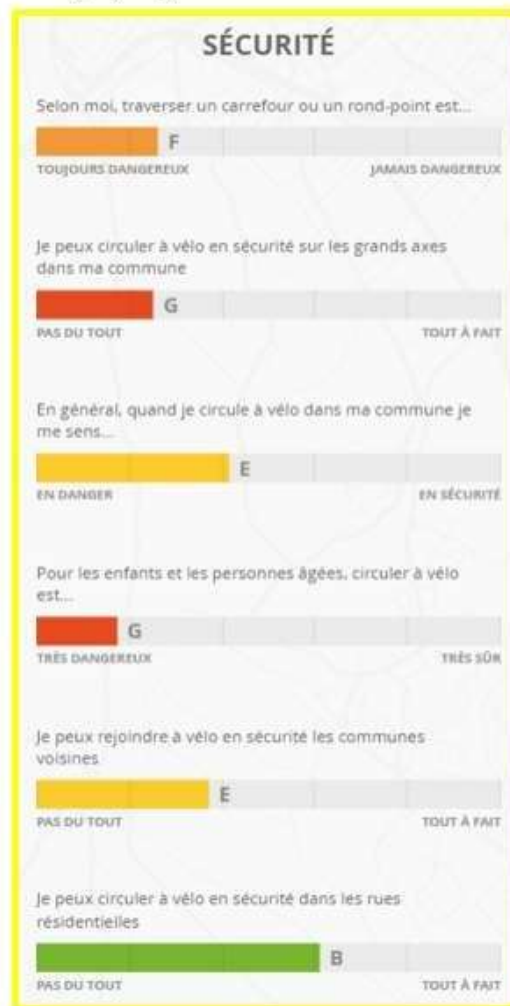 SÉCURITÉ
Selon moi, traverser un carrefour ou un rond-point est...
F
TOUJOURS DANGEREUX JAMAIS DANGEREUX
Je peux circuler à vélo en sécurité sur les grands axes
dans ma commune
G
PAS DU TOUT TOUT À FAIT
En général, quand je circule à vélo dans ma commune je
me sens...
E
EN DANGER EN SÉCURITÉ
Pour les enfants et les personnes âgées, circuler à vélo
est...
G
TRÈS DANGEREUX TRÈS SÛR
Je peux rejoindre à vélo en sécurité les communes
voisines
E
PAS DU TOUT TOUT À FAIT
Je peux circuler à vélo en sécurité dans les rues
résidentielles
B
PAS DU TOUT TOUT À FAIT